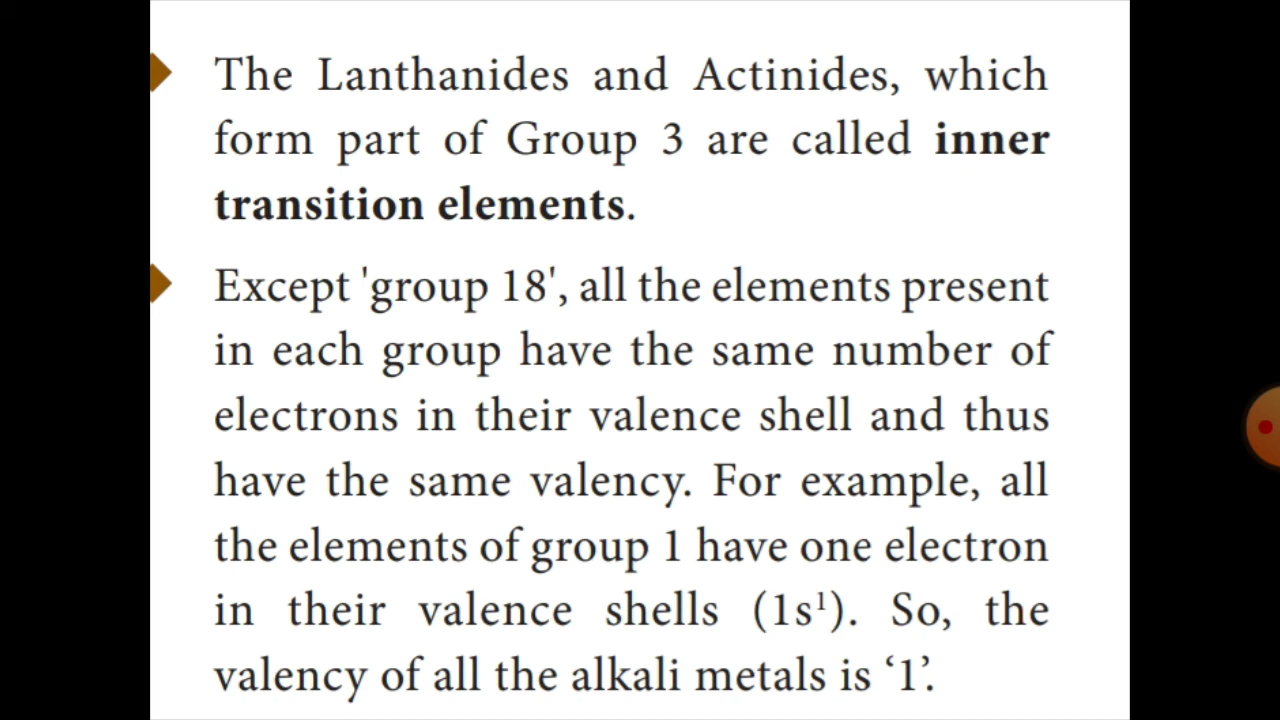 The Lanthanides and Actinides, which
form part of Group 3 are called inner
transition elements.
Except 'group 18', all the elements present
in each group have the same number of
electrons in their valence shell and thus
have the same valency. For example, all
the elements of group 1 have one electron
in their valence shells (1s¹). So, the
valency of all the alkali metals is ‘1’.